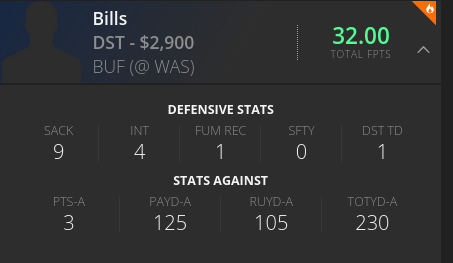 Bills
DST - $2,900
BUF (@ WAS)
32.00
TOTAL FPTS
DEFENSIVE STATS
SACK INT FUM REC SFTY DST TD
9 4 1 0 1
STATS AGAINST
PTS-A PAYD-A RUYD-A TOTYD-A
3 125 105 230